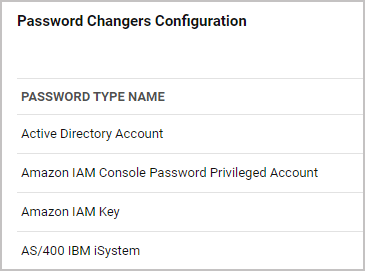 Password Changers Configuration
PASSWORD TYPE NAME
Active Directory Account
Amazon IAM Console Password Privileged Account
Amazon IAM Key
AS/400 IBM iSystem